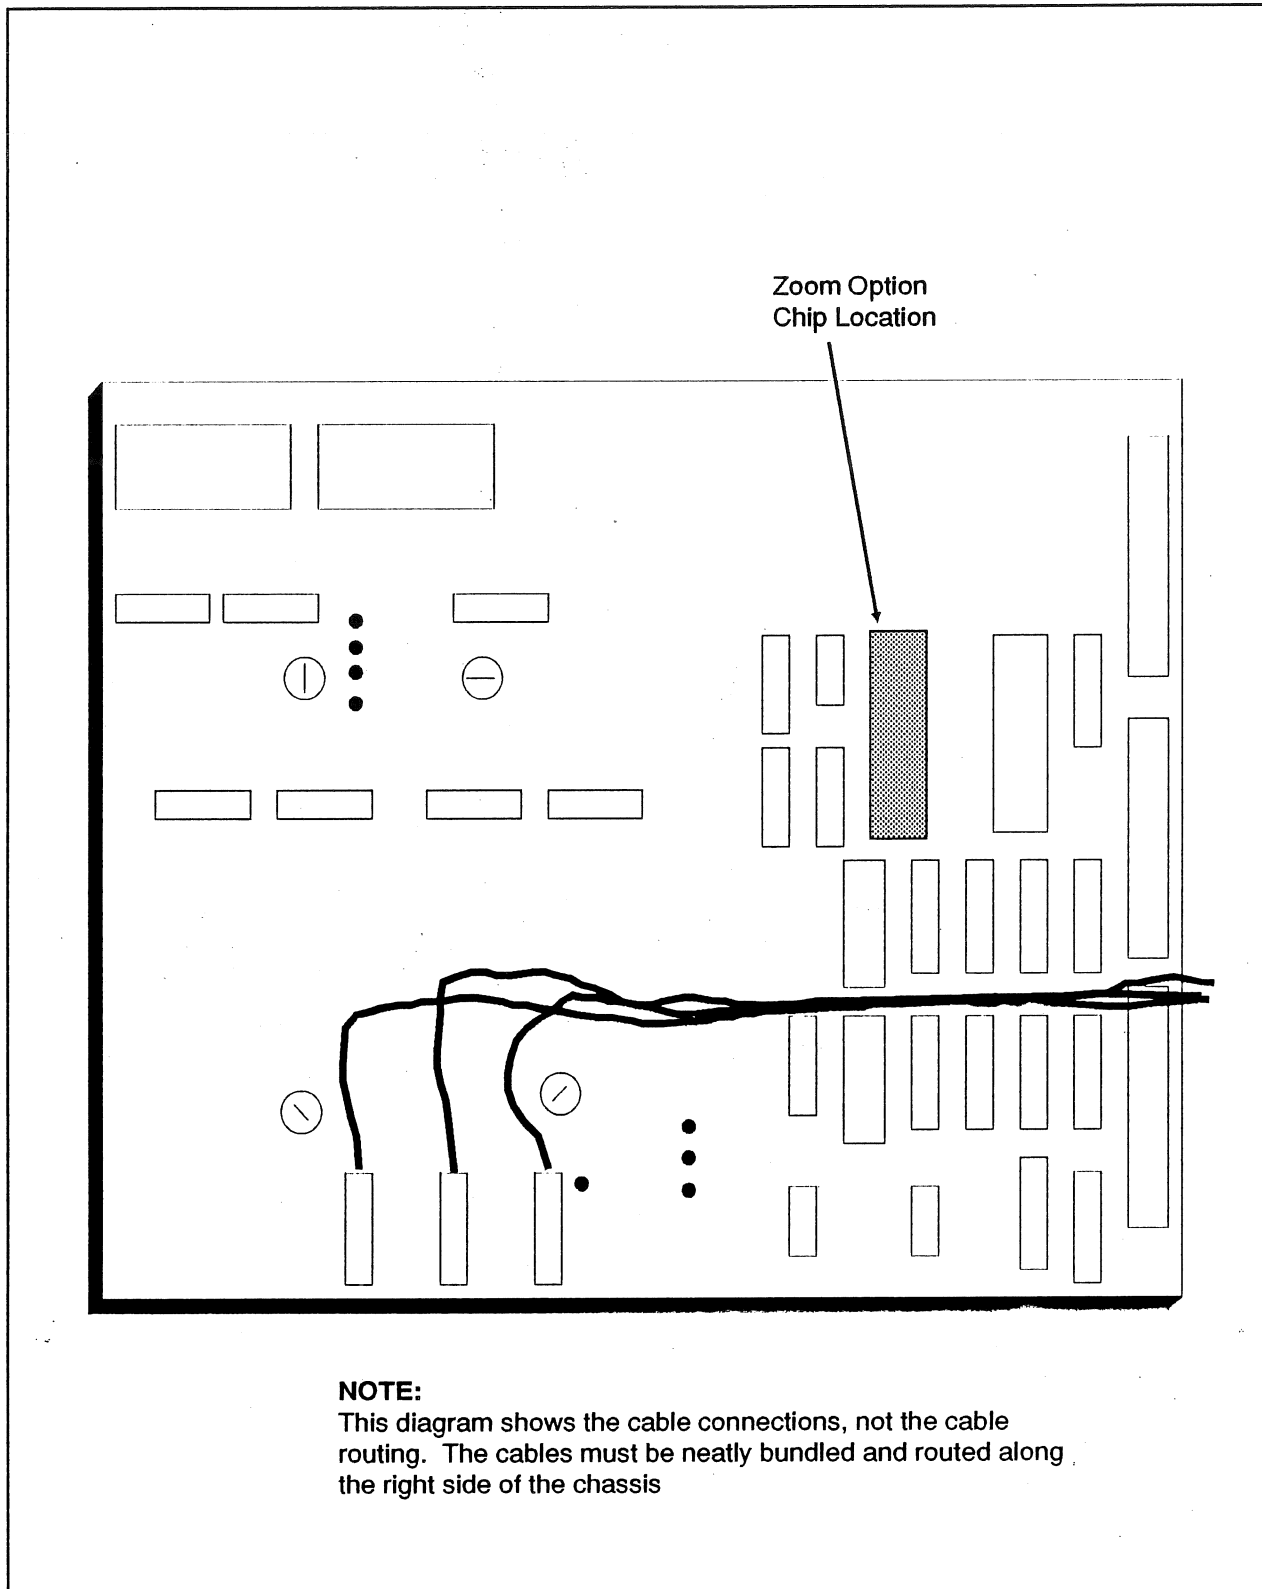 Zoom Option
Chip Location
NOTE:
This diagram shows the cable connections, not the cable
routing.  The cables must be neatly bundled and routed along
the right side of the chassis